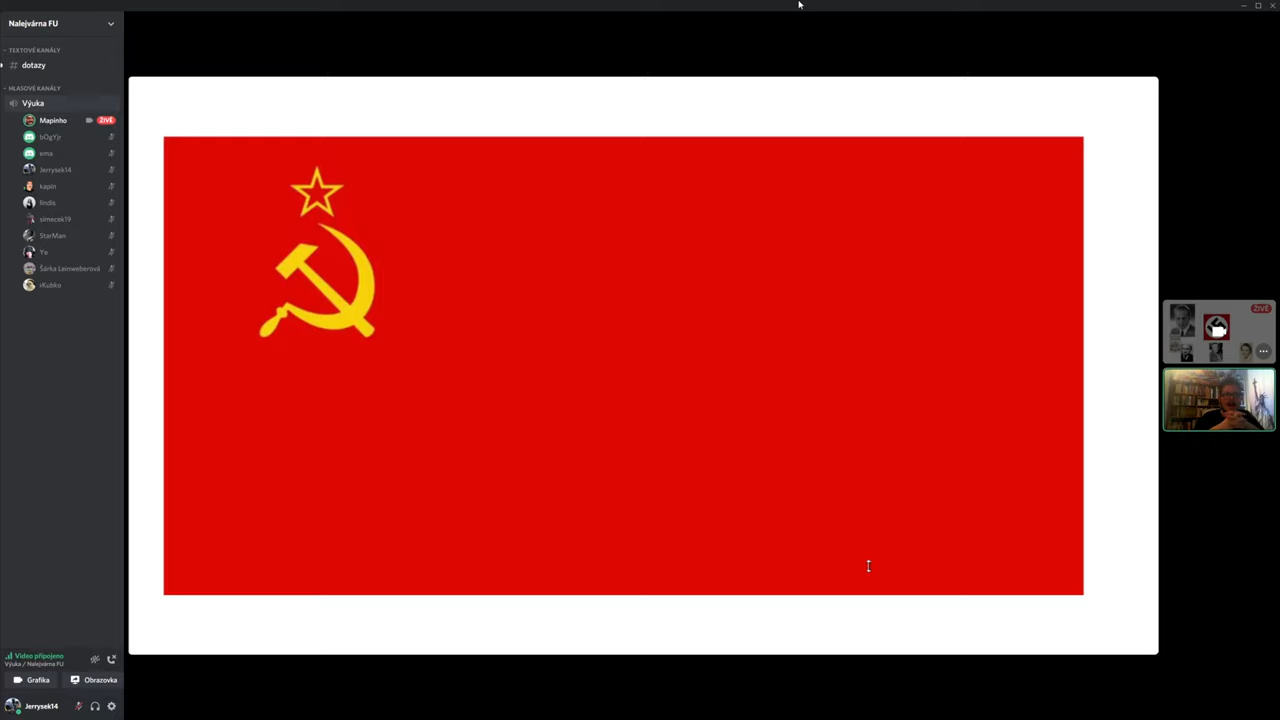 Nalejvárna FU
TEXTOVÉ KANÁLY
dotazy
HLASOVÉ KANÁLY
Výuka
Mapinho
ŽIVĚ
bOgYjr
ema
Jerrysek14
kapin
lindis
simecek19
StarMan
Ye
Šárka Leinweberová
ŽIVĚ
Video připojeno
Výuka / Nalejvárna FU
Grafika
Obrazovka
Jerrysek14